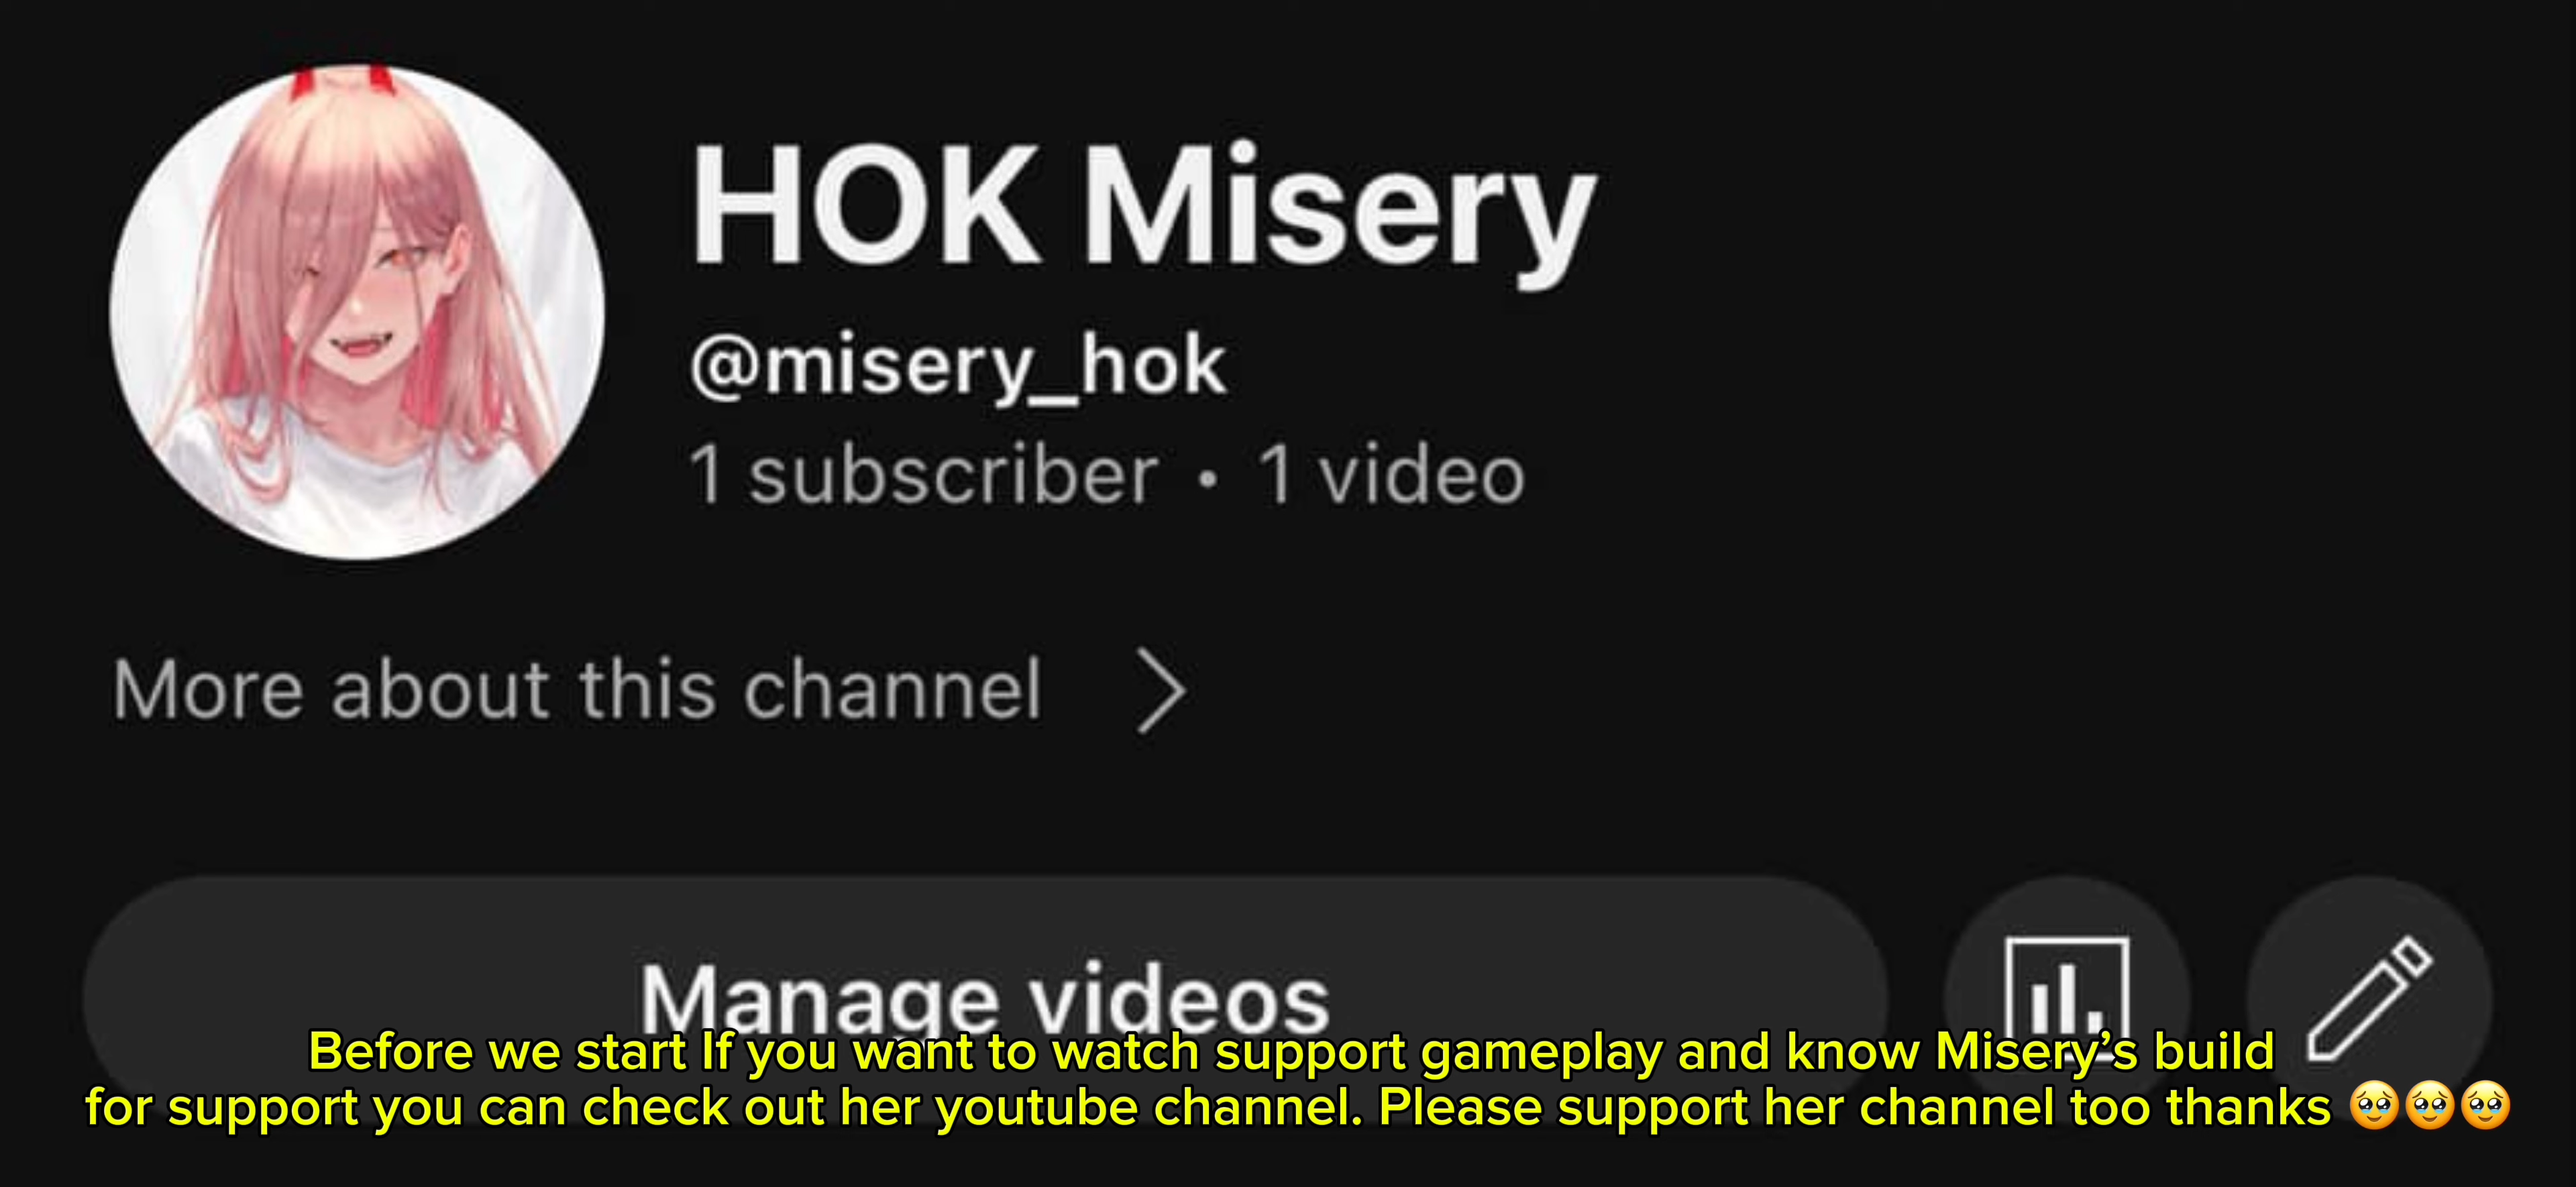 HOK Misery
@misery_hok
1 subscriber • 1 video
More about this channel >
Manage videos
Before we start If you want to watch support gameplay and know Misery’s build
for support you can check out her youtube channel. Please support her channel too thanks 🥹🥹🥹